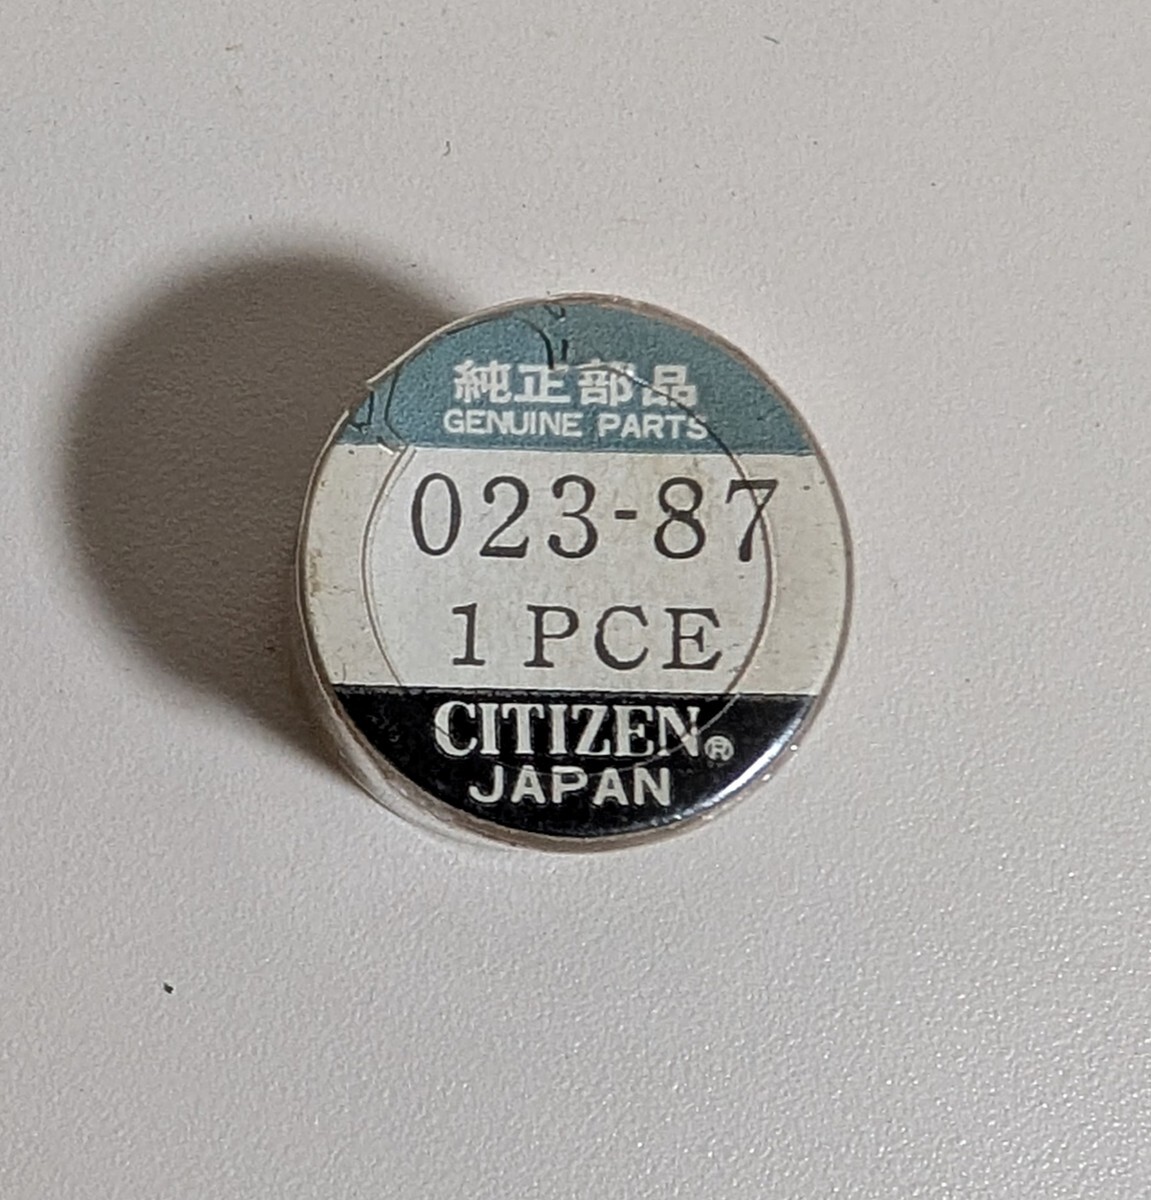 純正部品
GENUINE PARTS
023-87
1 PCE
CITIZEN®
JAPAN